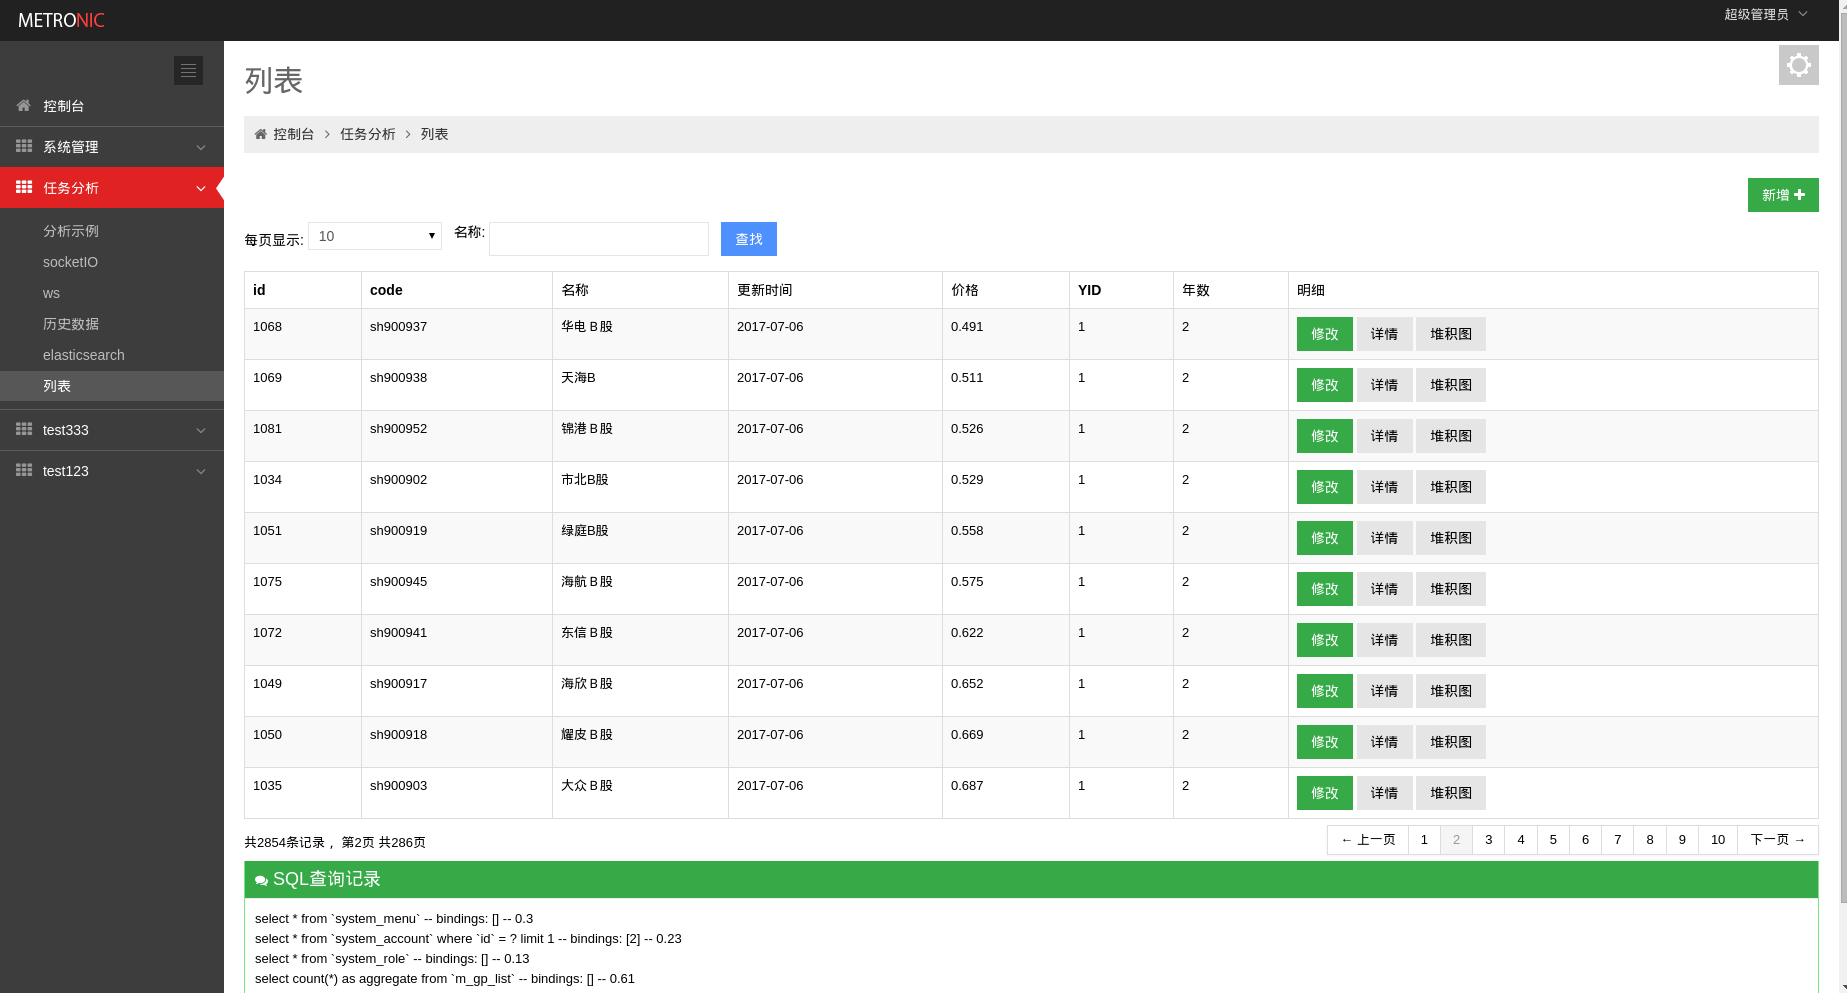 METRONIC
超级管理员
控制台
系统管理
任务分析
分析示例
socketIO
ws
历史数据
elasticsearch
列表
test333
test123
列表
控制台 > 任务分析 > 列表
新增
每页显示: 10 名称: 查找
id code 名称 更新时间 价格 YID 年数 明细
1068 sh900937 华电Ｂ股 2017-07-06 0.491 1 2 修改 详情 堆积图
1069 sh900938 天海B 2017-07-06 0.511 1 2 修改 详情 堆积图
1081 sh900952 锦港Ｂ股 2017-07-06 0.526 1 2 修改 详情 堆积图
1034 sh900902 市北B股 2017-07-06 0.529 1 2 修改 详情 堆积图
1051 sh900919 绿庭B股 2017-07-06 0.558 1 2 修改 详情 堆积图
1075 sh900945 海航Ｂ股 2017-07-06 0.575 1 2 修改 详情 堆积图
1072 sh900941 东信Ｂ股 2017-07-06 0.622 1 2 修改 详情 堆积图
1049 sh900917 海欣Ｂ股 2017-07-06 0.652 1 2 修改 详情 堆积图
1050 sh900918 耀皮Ｂ股 2017-07-06 0.669 1 2 修改 详情 堆积图
1035 sh900903 大众Ｂ股 2017-07-06 0.687 1 2 修改 详情 堆积图
共2854条记录 ，第2页 共286页
← 上一页 1 2 3 4 5 6 7 8 9 10 下一页 →
SQL查询记录
select * from `system_menu` -- bindings: [] -- 0.3
select * from `system_account` where `id` = ? limit 1 -- bindings: [2] -- 0.23
select * from `system_role` -- bindings: [] -- 0.13
select count(*) as aggregate from `m_gp_list` -- bindings: [] -- 0.61